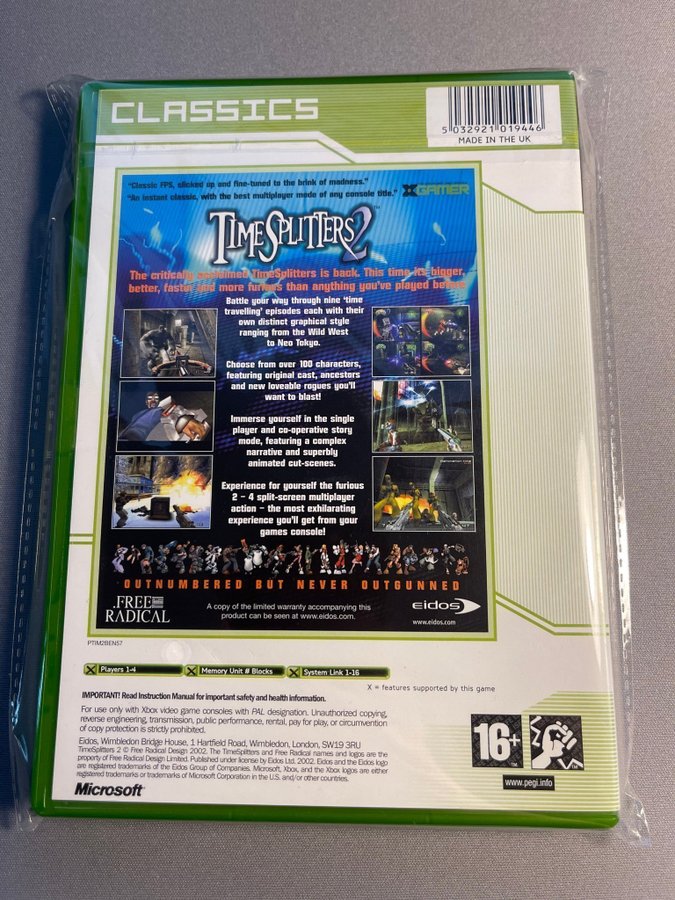 CLASSICS
5 032921 019446
MADE IN THE UK
"Classic FPS, slicked up and fine-tuned to the brink of madness."
"An instant classic, with the best multiplayer mode of any console title."
XGAMER
TIMESPLITTERS 2™
The critically acclaimed TimeSplitters is back. This time its bigger,
better, faster and more furious than anything you've played before
Battle your way through nine 'time
travelling' episodes each with their
own distinct graphical style
ranging from the Wild West
to Neo Tokyo.
Choose from over 100 characters,
featuring original cast, ancestors
and new loveable rogues you'll
want to blast!
Immerse yourself in the single
player and co-operative story
mode, featuring a complex
narrative and superbly
animated cut-scenes.
Experience for yourself the furious
2 – 4 split-screen multiplayer
action – the most exhilarating
experience you'll get from your
games console!
OUTNUMBERED BUT NEVER OUTGUNNED
FREE
RADICAL
A copy of the limited warranty accompanying this
product can be seen at www.eidos.com.
eidos
www.eidos.com
PTIM2BENS7
X Players 1-4
X Memory Unit # Blocks
X System Link 1-16
X = features supported by this game
IMPORTANT! Read Instruction Manual for important safety and health information.
For use only with Xbox video game consoles with PAL designation. Unauthorized copying,
reverse engineering, transmission, public performance, rental, pay for play, or circumvention
of copy protection is strictly prohibited.
Eidos, Wimbledon Bridge House, 1 Hartfield Road, Wimbledon, London, SW19 3RU
TimeSplitters 2 © Free Radical Design 2002. The TimeSplitters and Free Radical names and logos are the
property of Free Radical Design Limited. Published under license by Eidos Ltd. 2002. Eidos and the Eidos logo
are registered trademarks of the Eidos Group of Companies. Microsoft, Xbox, and the Xbox logos are either
registered trademarks or trademarks of Microsoft Corporation in the U.S. and/or other countries.
Microsoft
16+
www.pegi.info